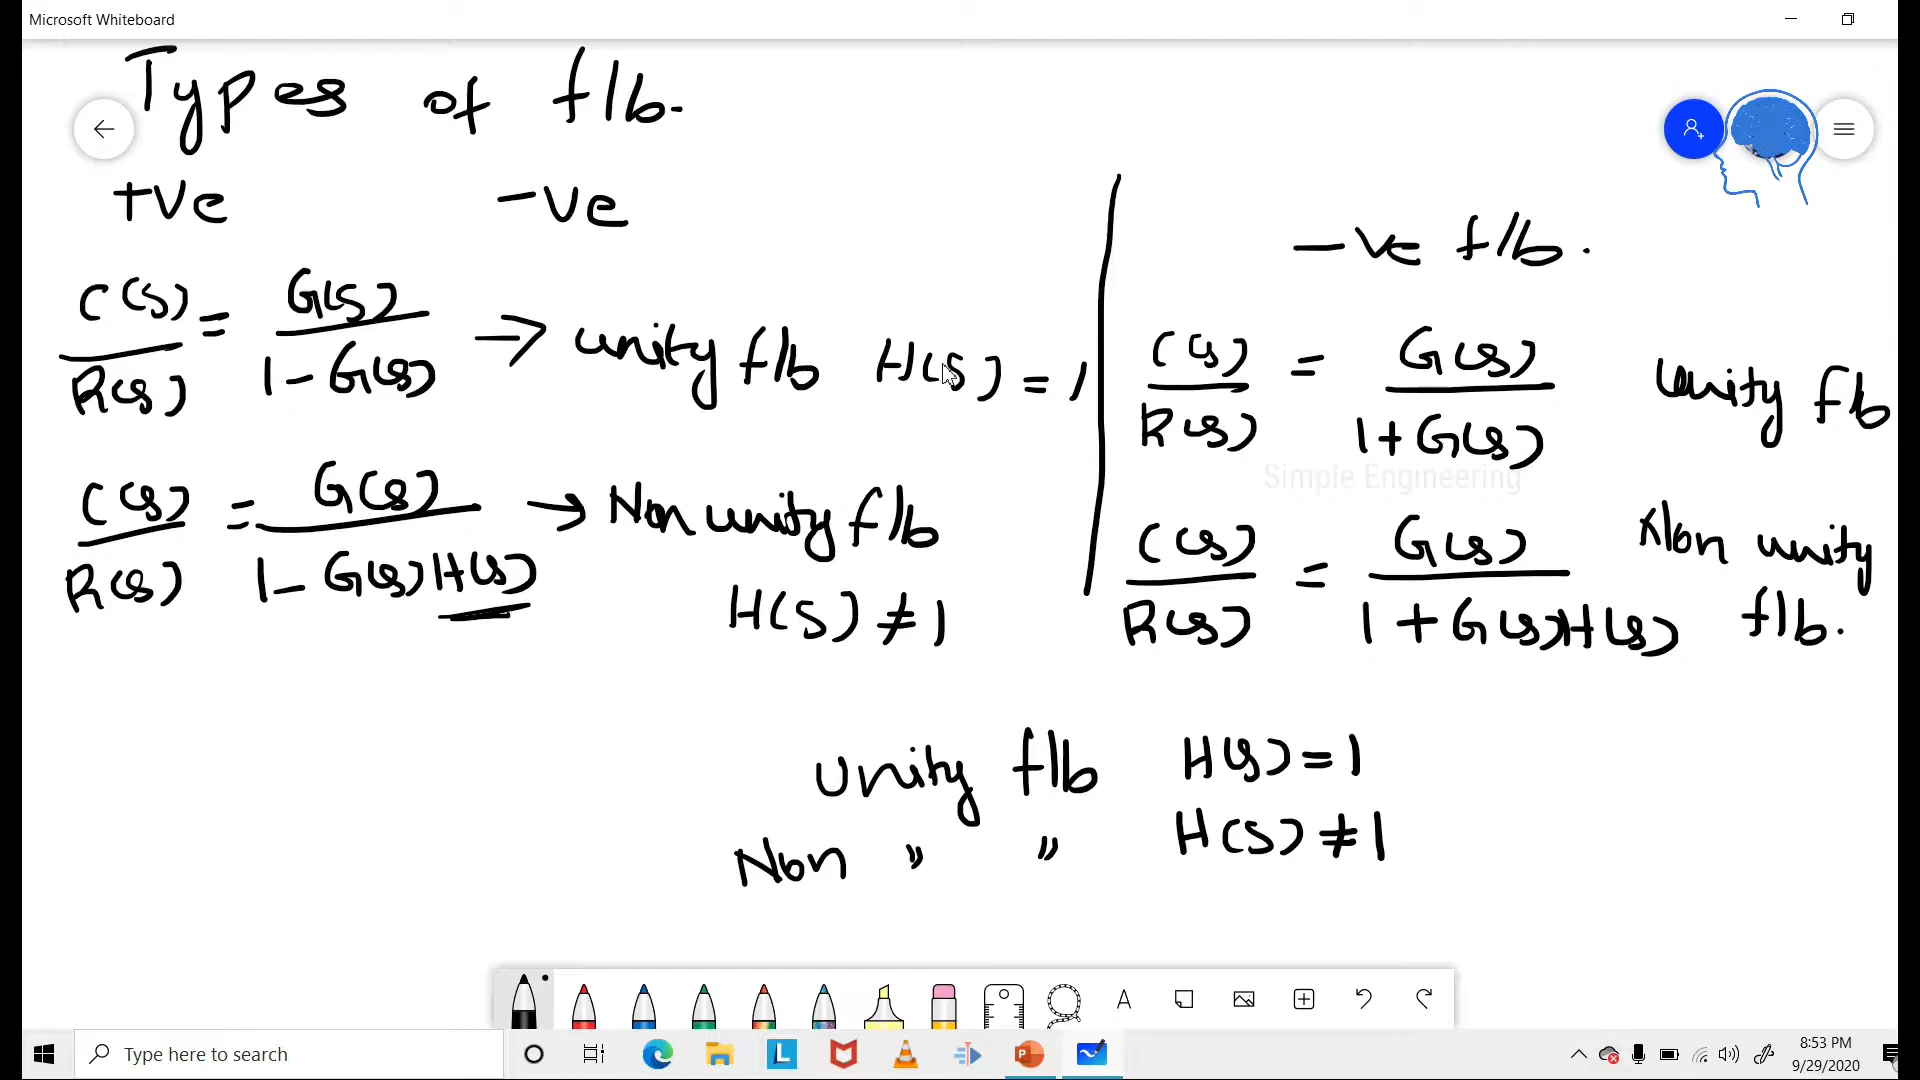 Microsoft Whiteboard
Types of f/b.
+ve -ve
C(s)/R(s) = G(s)/1 - G(s) → unity f/b H(s) = 1
C(s)/R(s) = G(s)/1 - G(s)H(s) → Non unity f/b
H(s) ≠ 1
-ve f/b.
C(s)/R(s) = G(s)/1 + G(s) unity f/b
Simple Engineering
C(s)/R(s) = G(s)/1 + G(s)H(s) Non unity
f/b.
unity f/b H(s) = 1
Non " " H(s) ≠ 1
A
Type here to search
L
P
8:53 PM
9/29/2020